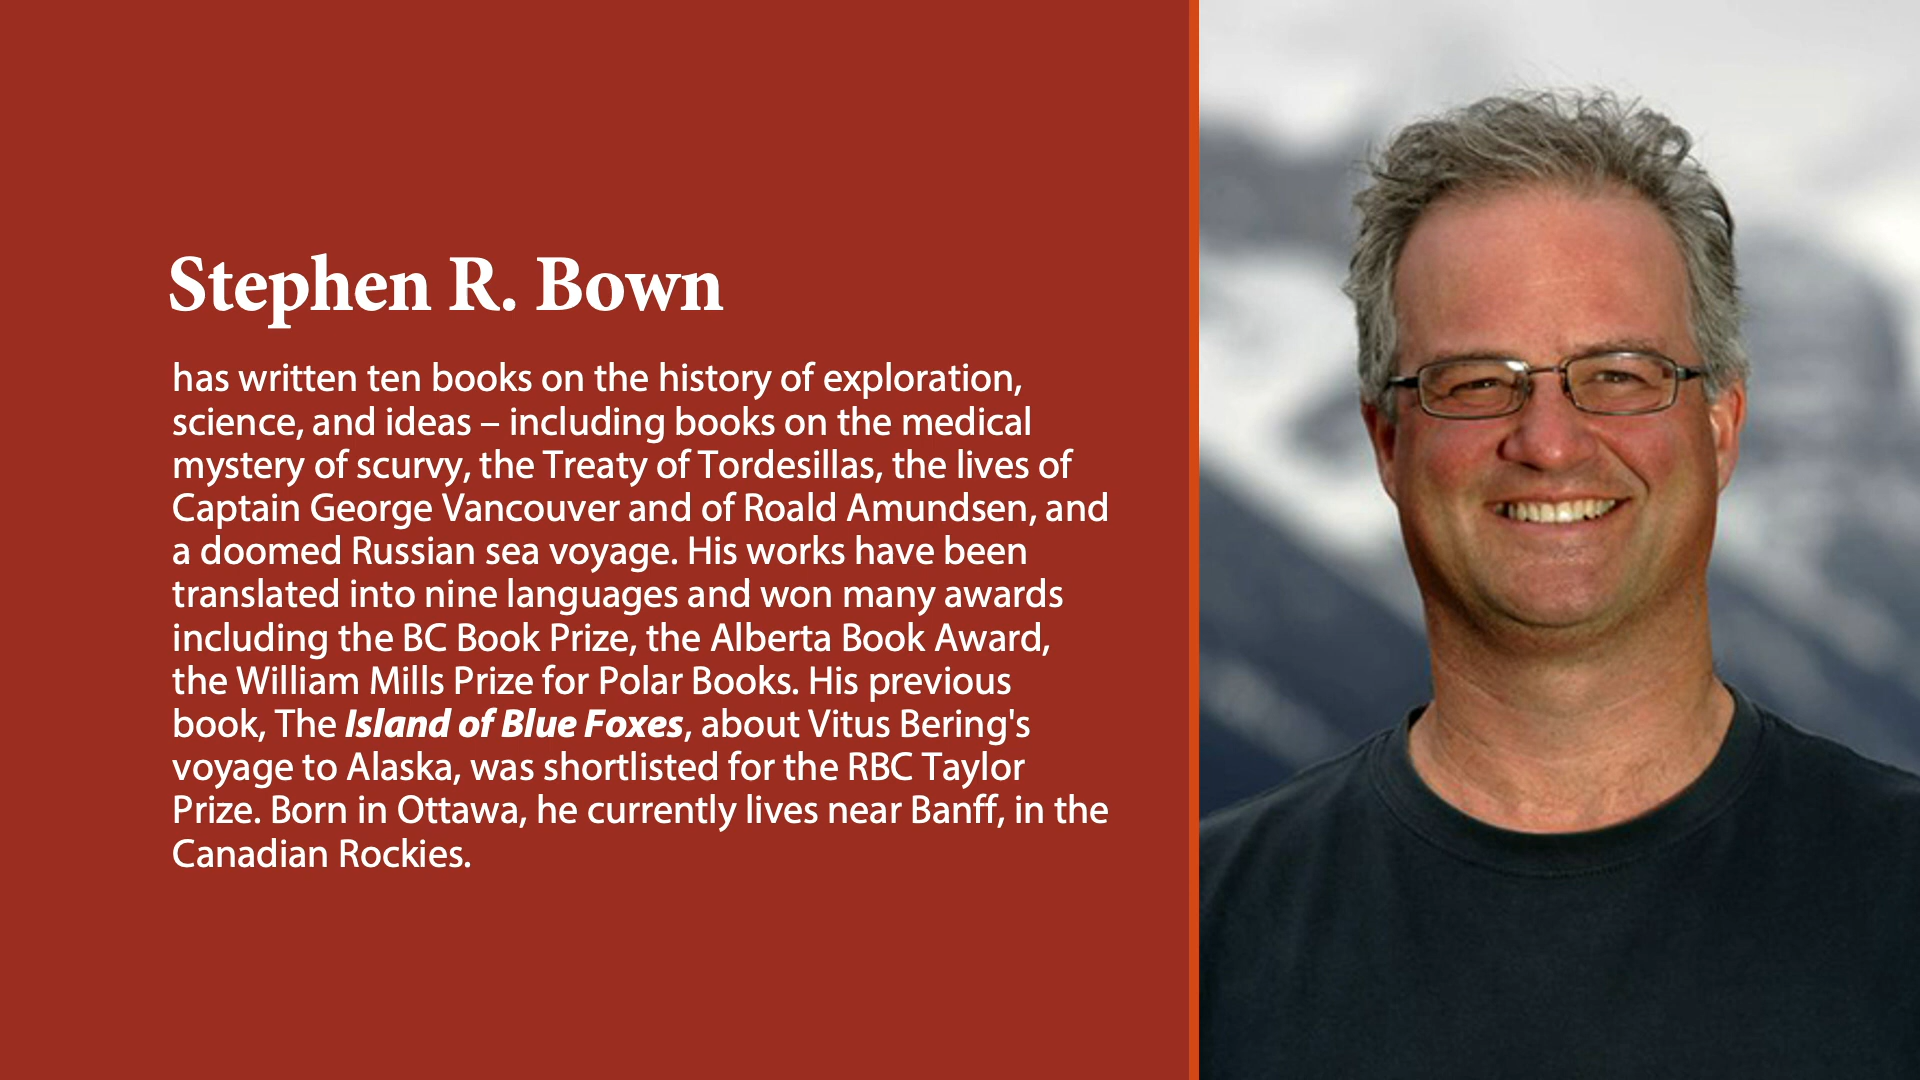 Stephen R. Bown
has written ten books on the history of exploration,
science, and ideas – including books on the medical
mystery of scurvy, the Treaty of Tordesillas, the lives of
Captain George Vancouver and of Roald Amundsen, and
a doomed Russian sea voyage. His works have been
translated into nine languages and won many awards
including the BC Book Prize, the Alberta Book Award,
the William Mills Prize for Polar Books. His previous
book, The Island of Blue Foxes, about Vitus Bering's
voyage to Alaska, was shortlisted for the RBC Taylor
Prize. Born in Ottawa, he currently lives near Banff, in the
Canadian Rockies.